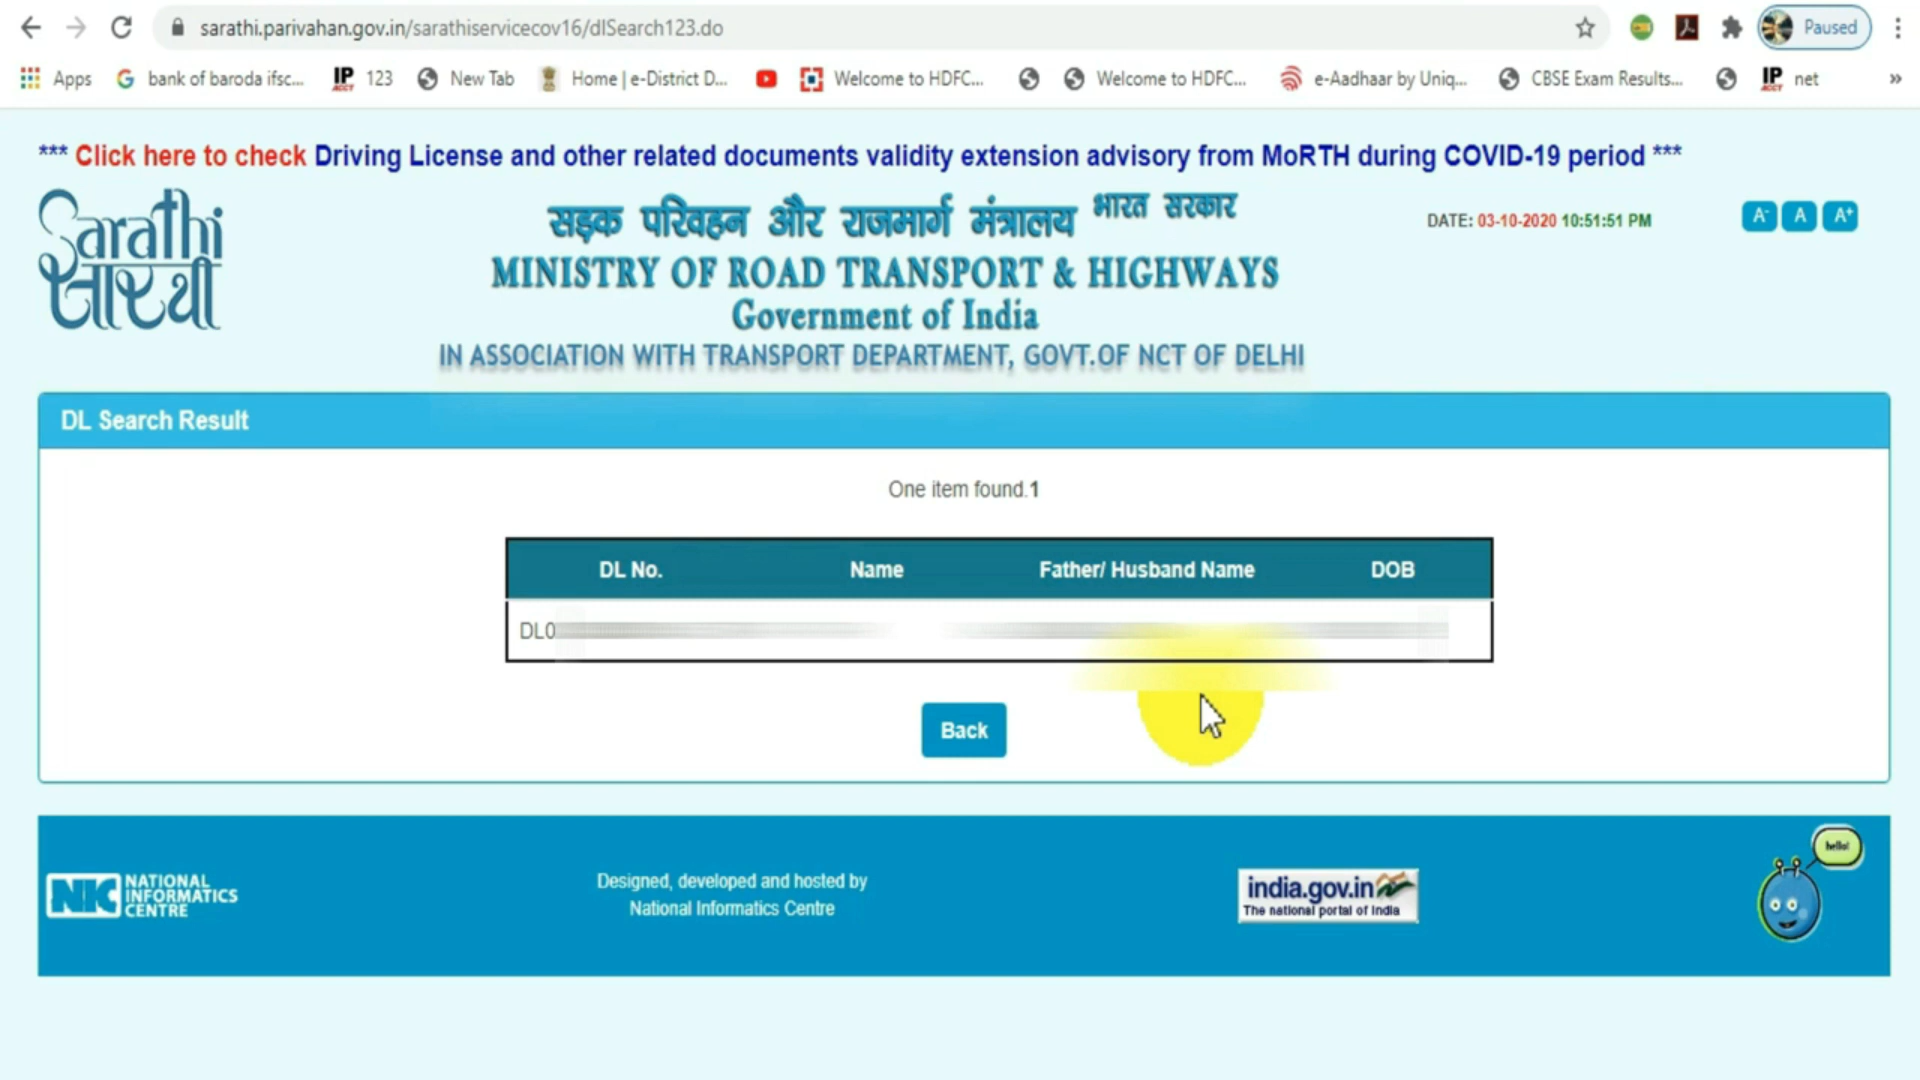 sarathi.parivahan.gov.in/sarathiservicecov16/dlSearch123.do
Paused
Apps
bank of baroda ifsc...
IP ACCT 123
New Tab
Home | e-District D...
Welcome to HDFC...
Welcome to HDFC...
e-Aadhaar by Uniq...
CBSE Exam Results...
IP ACCT net
»
*** Click here to check Driving License and other related documents validity extension advisory from MoRTH during COVID-19 period ***
Sarathi
सारथी
सड़क परिवहन और राजमार्ग मंत्रालय भारत सरकार
MINISTRY OF ROAD TRANSPORT & HIGHWAYS
Government of India
IN ASSOCIATION WITH TRANSPORT DEPARTMENT, GOVT.OF NCT OF DELHI
DATE: 03-10-2020 10:51:51 PM
A- A A+
DL Search Result
One item found.1
DL No. Name Father/ Husband Name DOB
DL0
Back
NIC NATIONAL
INFORMATICS
CENTRE
Designed, developed and hosted by
National Informatics Centre
india.gov.in
The national portal of India
hello!